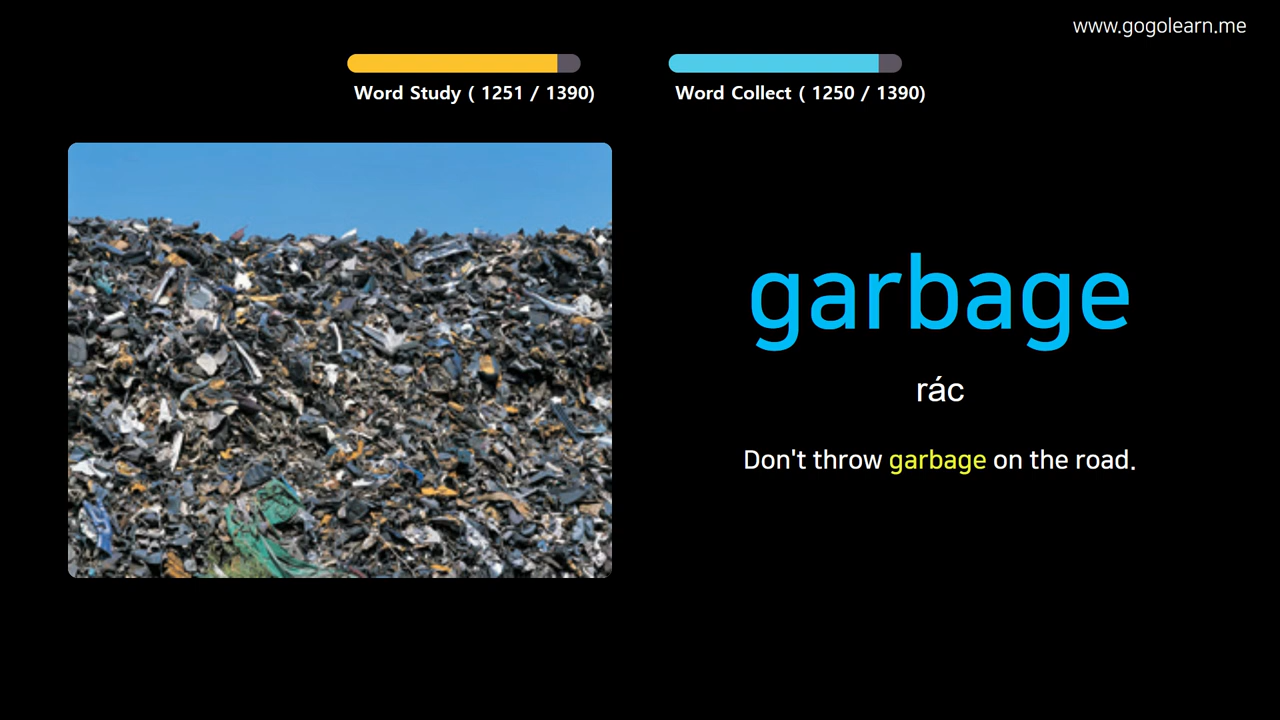 www.gogolearn.me
Word Study ( 1251 / 1390)
Word Collect ( 1250 / 1390)
garbage
rác
Don't throw garbage on the road.